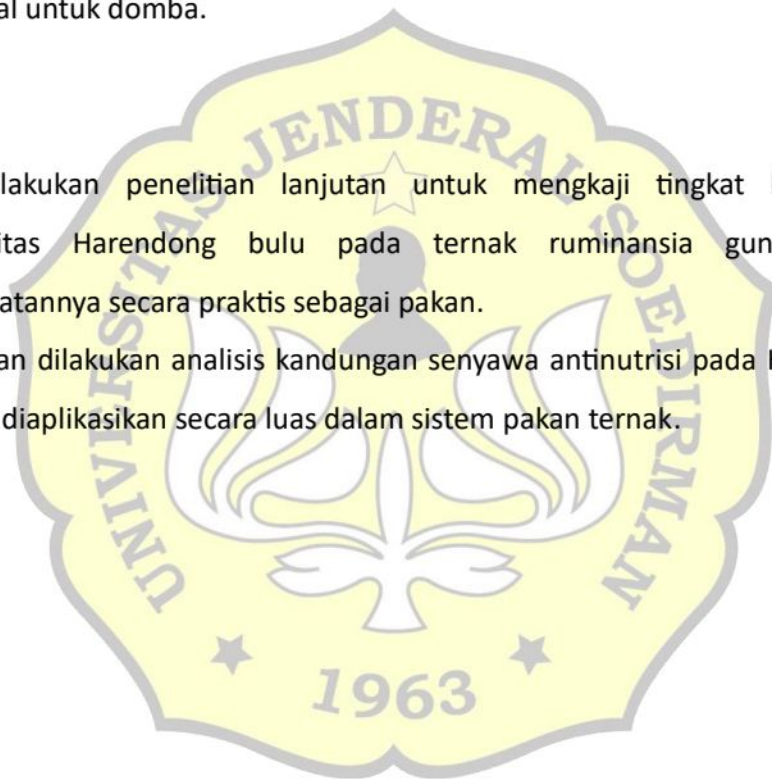 al untuk domba.
lakukan penelitian lanjutan untuk mengkaji tingkat
itas Harendong bulu pada ternak ruminansia gun
atannya secara praktis sebagai pakan.
an dilakukan analisis kandungan senyawa antinutrisi pada
diaplikasikan secara luas dalam sistem pakan ternak.
UNIVERSITAS JENDERAL SOEDIRMAN
1963